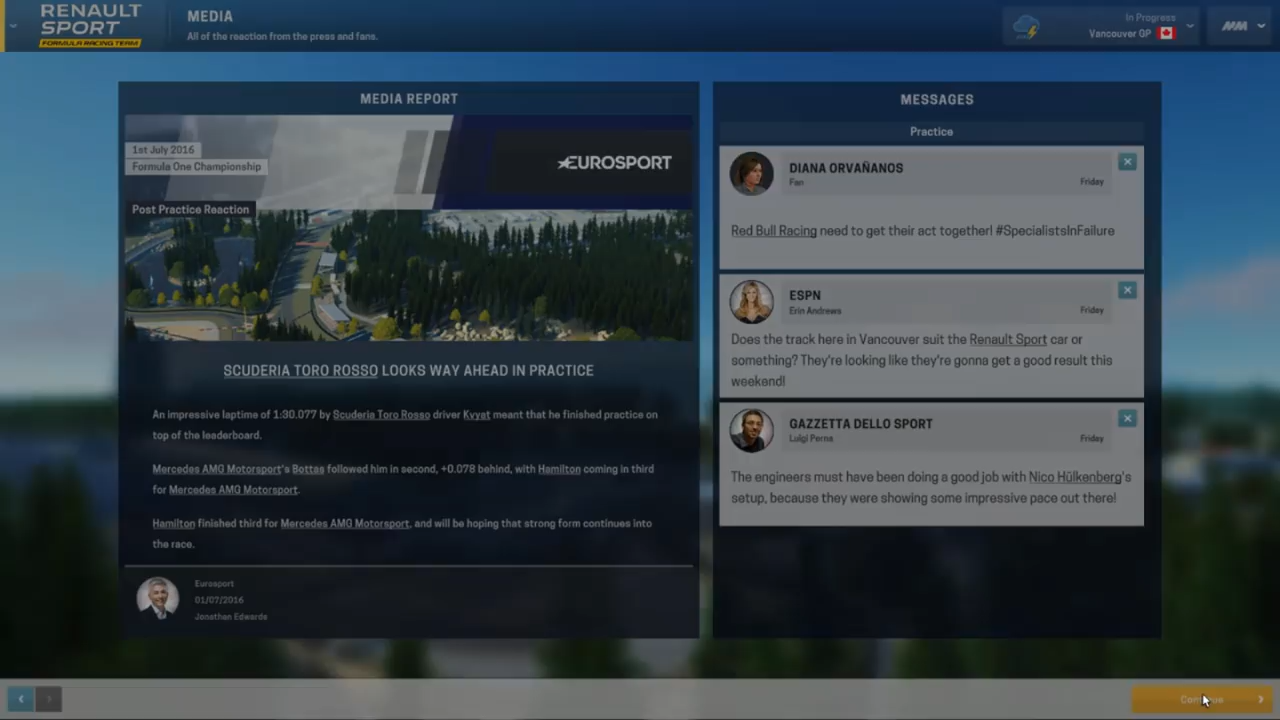 RENAULT
SPORT
FORMULA RACING TEAM
MEDIA
All of the reaction from the press and fans.
In Progress
Vancouver GP
MM
MEDIA REPORT
1st July 2016
Formula One Championship
EUROSPORT
Post Practice Reaction
SCUDERIA TORO ROSSO LOOKS WAY AHEAD IN PRACTICE
An impressive laptime of 1:30.077 by Scuderia Toro Rosso driver Kvyat meant that he finished practice on
top of the leaderboard.
Mercedes AMG Motorsport's Bottas followed him in second, +0.078 behind, with Hamilton coming in third
for Mercedes AMG Motorsport.
Hamilton finished third for Mercedes AMG Motorsport, and will be hoping that strong form continues into
the race.
Eurosport
01/07/2016
Jonathan Edwards
MESSAGES
Practice
DIANA ORVAÑANOS
Fan
Friday
Red Bull Racing need to get their act together! #SpecialistsInFailure
ESPN
Erin Andrews
Friday
Does the track here in Vancouver suit the Renault Sport car or
something? They're looking like they're gonna get a good result this
weekend!
GAZZETTA DELLO SPORT
Luigi Perna
Friday
The engineers must have been doing a good job with Nico Hülkenberg's
setup, because they were showing some impressive pace out there!
Continue